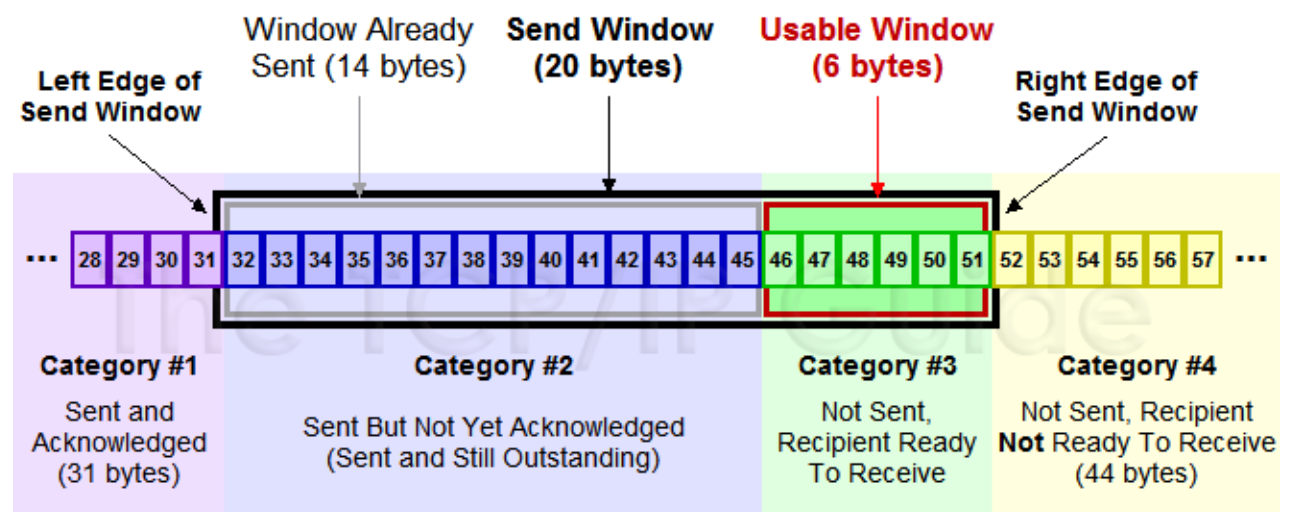 Window Already
Sent (14 bytes)
Send Window
(20 bytes)
Usable Window
(6 bytes)
Left Edge of
Send Window
Right Edge of
Send Window
... 28 29 30 31 32 33 34 35 36 37 38 39 40 41 42 43 44 45 46 47 48 49 50 51 52 53 54 55 56 57 ...
The TCP/IP Guide
Category #1
Sent and
Acknowledged
(31 bytes)
Category #2
Sent But Not Yet Acknowledged
(Sent and Still Outstanding)
Category #3
Not Sent,
Recipient Ready
To Receive
Category #4
Not Sent, Recipient
Not Ready To Receive
(44 bytes)